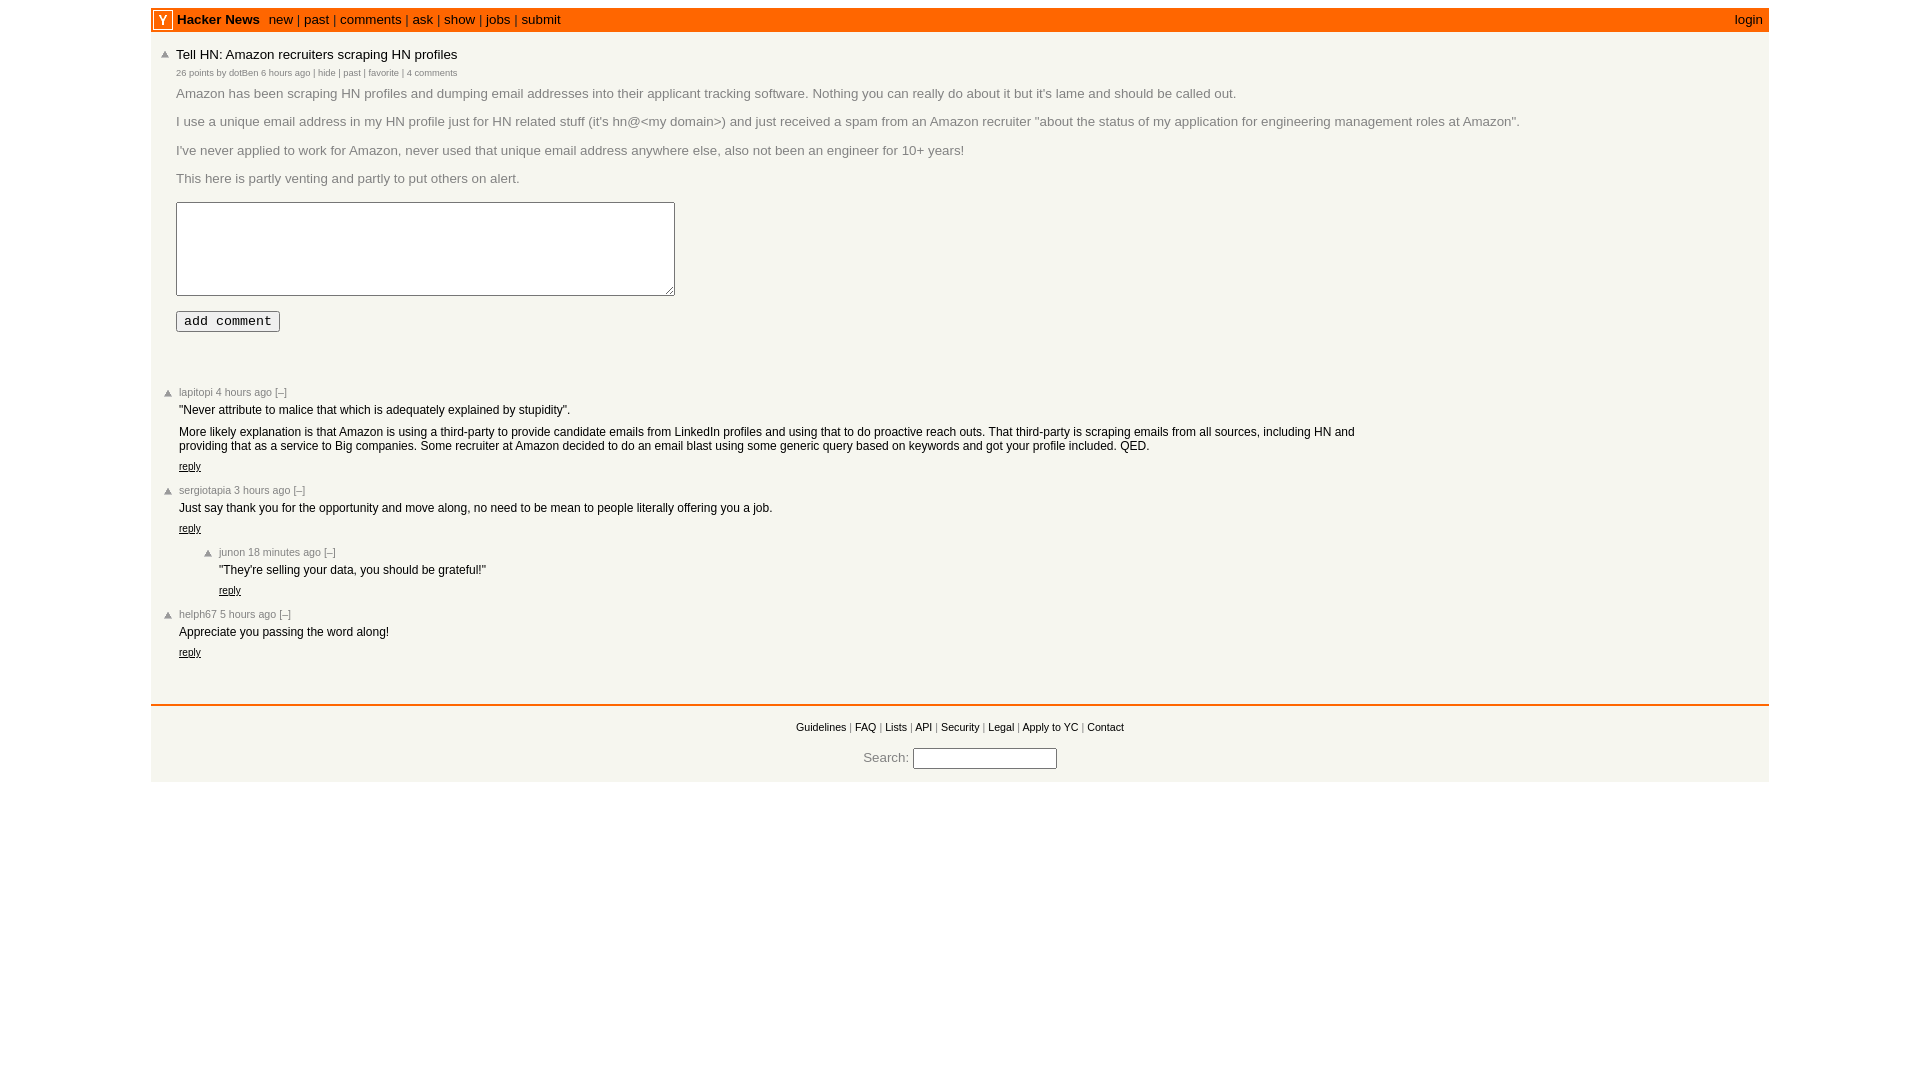 Y Hacker News new | past | comments | ask | show | jobs | submit login
Tell HN: Amazon recruiters scraping HN profiles
26 points by dotBen 6 hours ago | hide | past | favorite | 4 comments
Amazon has been scraping HN profiles and dumping email addresses into their applicant tracking software. Nothing you can really do about it but it's lame and should be called out.
I use a unique email address in my HN profile just for HN related stuff (it's hn@<my domain>) and just received a spam from an Amazon recruiter "about the status of my application for engineering management roles at Amazon".
I've never applied to work for Amazon, never used that unique email address anywhere else, also not been an engineer for 10+ years!
This here is partly venting and partly to put others on alert.
add comment
lapitopi 4 hours ago [–]
"Never attribute to malice that which is adequately explained by stupidity".
More likely explanation is that Amazon is using a third-party to provide candidate emails from LinkedIn profiles and using that to do proactive reach outs. That third-party is scraping emails from all sources, including HN and
providing that as a service to Big companies. Some recruiter at Amazon decided to do an email blast using some generic query based on keywords and got your profile included. QED.
reply
sergiotapia 3 hours ago [–]
Just say thank you for the opportunity and move along, no need to be mean to people literally offering you a job.
reply
junon 18 minutes ago [–]
"They're selling your data, you should be grateful!"
reply
helph67 5 hours ago [–]
Appreciate you passing the word along!
reply
Guidelines | FAQ | Lists | API | Security | Legal | Apply to YC | Contact
Search: